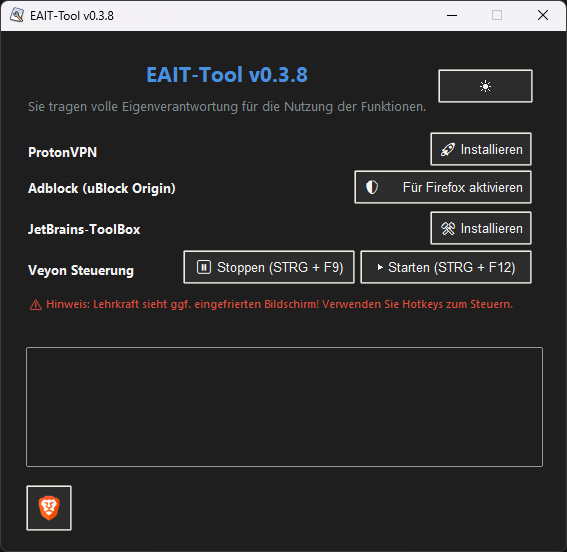 EAIT-Tool v0.3.8
EAIT-Tool v0.3.8
Sie tragen volle Eigenverantwortung für die Nutzung der Funktionen.
ProtonVPN
Installieren
Adblock (uBlock Origin)
Für Firefox aktivieren
JetBrains-ToolBox
Installieren
Veyon Steuerung
Stoppen (STRG + F9)
Starten (STRG + F12)
Hinweis: Lehrkraft sieht ggf. eingefrierten Bildschirm! Verwenden Sie Hotkeys zum Steuern.